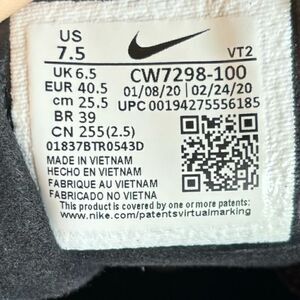 US
7.5
VT2
UK 6.5
EUR 40.5
cm 25.5
BR 39
CN 255(2.5)
CW7298-100
01/08/20 | 02/24/20
UPC 00194275556185
01837BTR0543D
MADE IN VIETNAM
HECHO EN VIETNAM
FABRIQUE AU VIETNAM
FABRICADO NO VIETNA
This product is covered by one or more patents
www.nike.com/patentsvirtualmarking